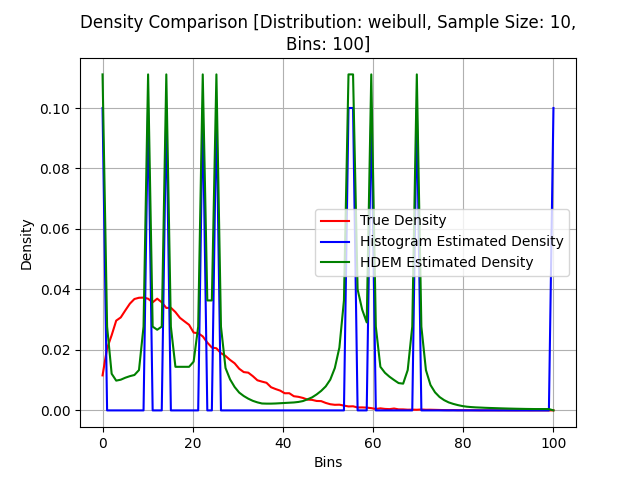 Density Comparison [Distribution: weibull, Sample Size: 10,
Bins: 100]
Density
0.10
0.08
0.06
0.04
0.02
0.00
True Density
Histogram Estimated Density
HDEM Estimated Density
0 20 40 60 80 100
Bins